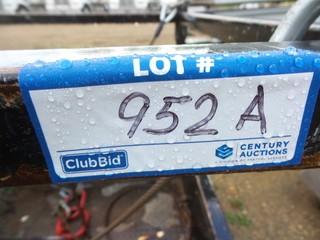 LOT #
952 A
ClubBid
CENTURY
AUCTIONS